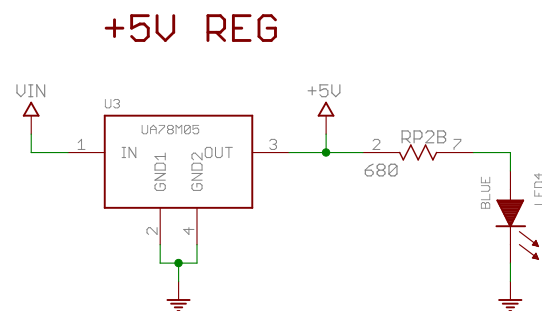 +5V REG
VIN
U3
+5V
UA78M05
1
IN
OUT
3
GND1
GND2
2
4
2
RP2B
7
680
BLUE
LED4